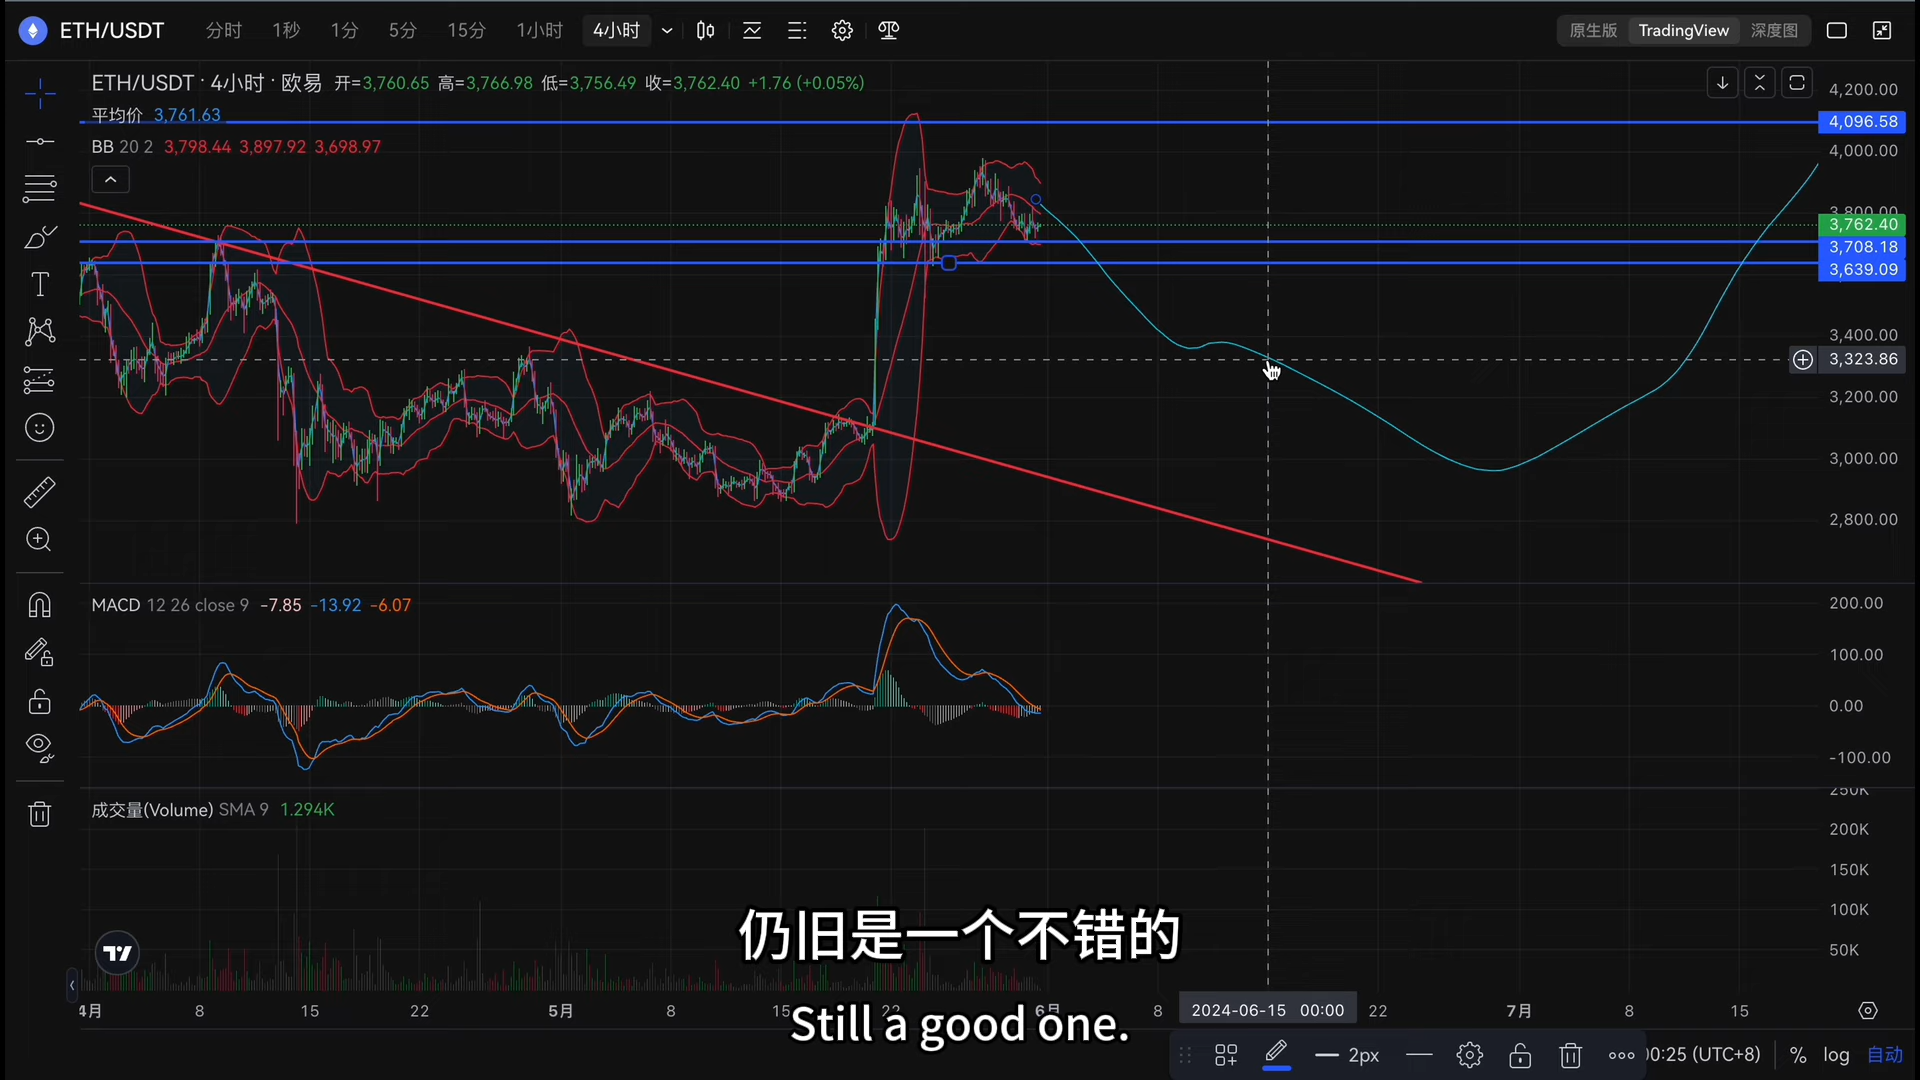 ETH/USDT 分时 1秒 1分 5分 15分 1小时 4小时 原生版 TradingView 深度图
ETH/USDT · 4小时 · 欧易 开=3,760.65 高=3,766.98 低=3,756.49 收=3,762.40 +1.76 (+0.05%)
平均价 3,761.63
BB 20 2 3,798.44 3,897.92 3,698.97
4,200.00
4,096.58
4,000.00
3,800.00
3,762.40
3,708.18
3,639.09
3,400.00
3,323.86
3,200.00
3,000.00
2,800.00
MACD 12 26 close 9 -7.85 -13.92 -6.07
200.00
100.00
0.00
-100.00
成交量(Volume) SMA 9 1.294K
250K
200K
150K
100K
50K
仍旧是一个不错的
4月 8 15 22 5月 8 15 22 6月 8 2024-06-15 00:00 22 7月 8 15
Still a good one.
2px 00:25 (UTC+8) % log 自动